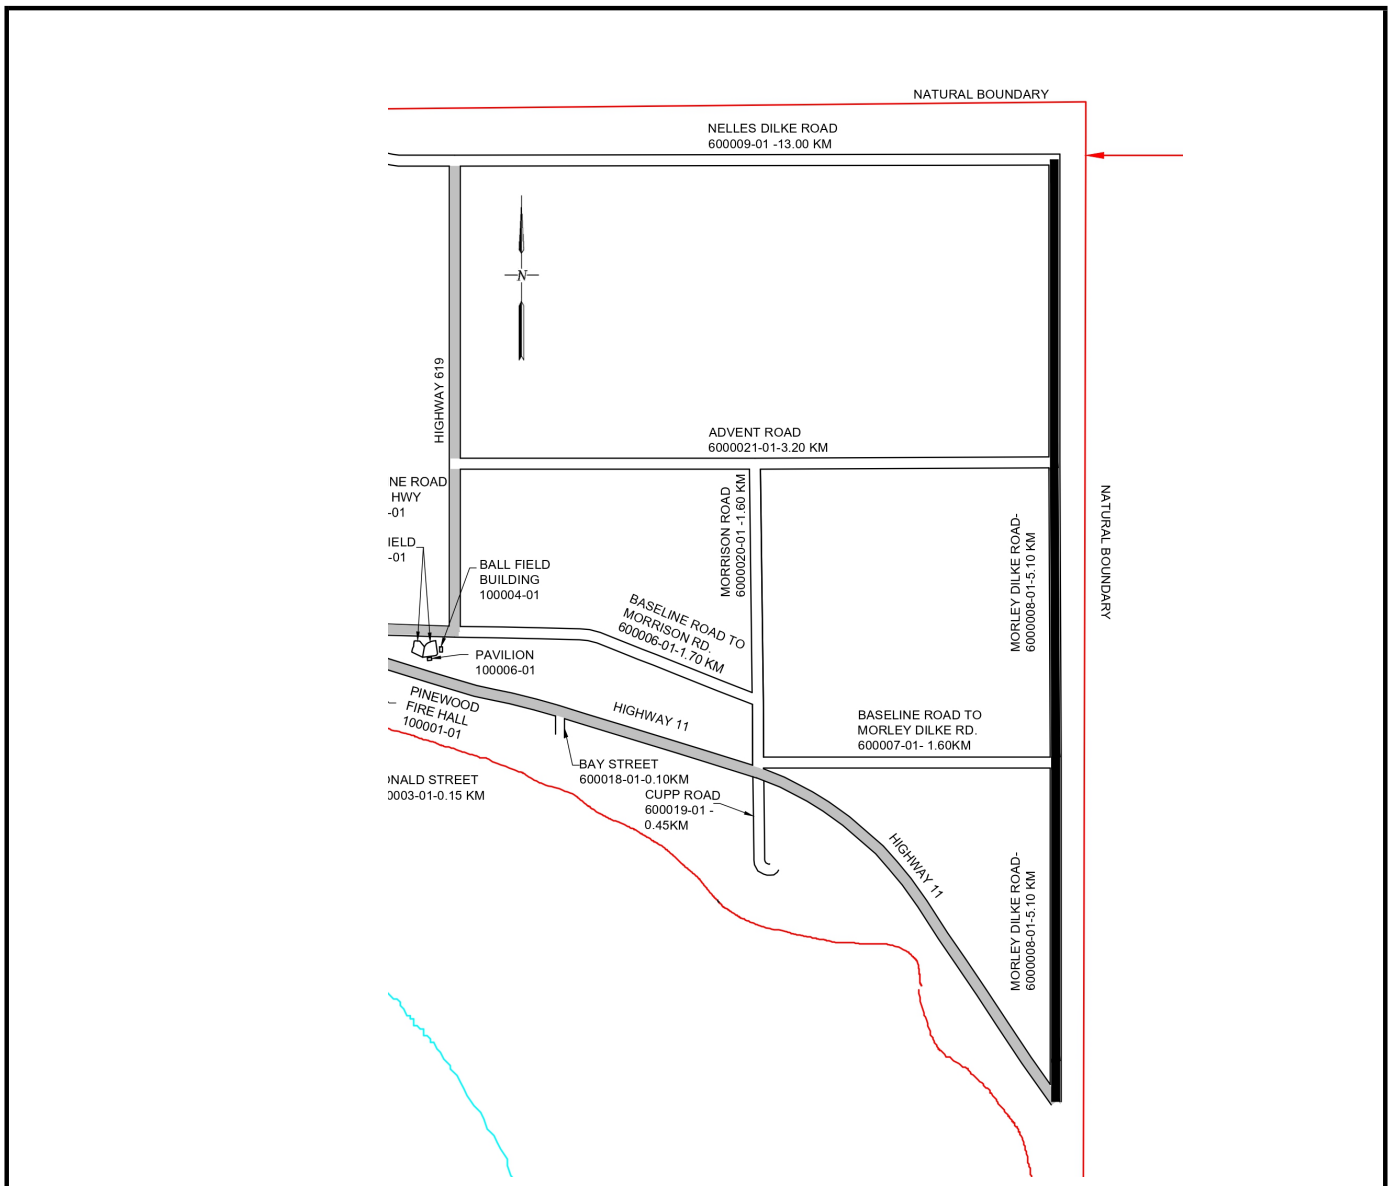 NATURAL BOUNDARY
NELLES DILKE ROAD
600009-01 -13.00 KM
N
HIGHWAY 619
ADVENT ROAD
6000021-01-3.20 KM
NE ROAD
HWY
-01
IELD
-01
BALL FIELD
BUILDING
100004-01
MORRISON ROAD
6000020-01 -1.60 KM
MORLEY DILKE ROAD-
6000008-01-5.10 KM
NATURAL BOUNDARY
BASELINE ROAD TO
MORRISON RD.
600006-01-1.70 KM
PAVILION
100006-01
PINEWOOD
FIRE HALL
100001-01
HIGHWAY 11
BASELINE ROAD TO
MORLEY DILKE RD.
600007-01- 1.60KM
BAY STREET
600018-01-0.10KM
ONALD STREET
0003-01-0.15 KM
CUPP ROAD
600019-01 -
0.45KM
HIGHWAY 11
MORLEY DILKE ROAD-
6000008-01-5.10 KM